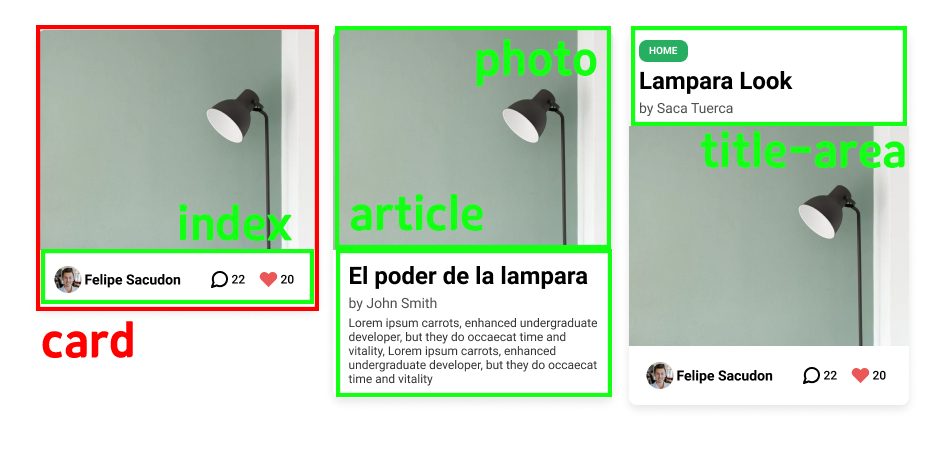 index
Felipe Sacudon
22
20
card
photo
article
El poder de la lampara
by John Smith
Lorem ipsum carrots, enhanced undergraduate
developer, but they do occaecat time and
vitality, Lorem ipsum carrots, enhanced
undergraduate developer, but they do occaecat
time and vitality
HOME
Lampara Look
by Saca Tuerca
title-area
Felipe Sacudon
22
20